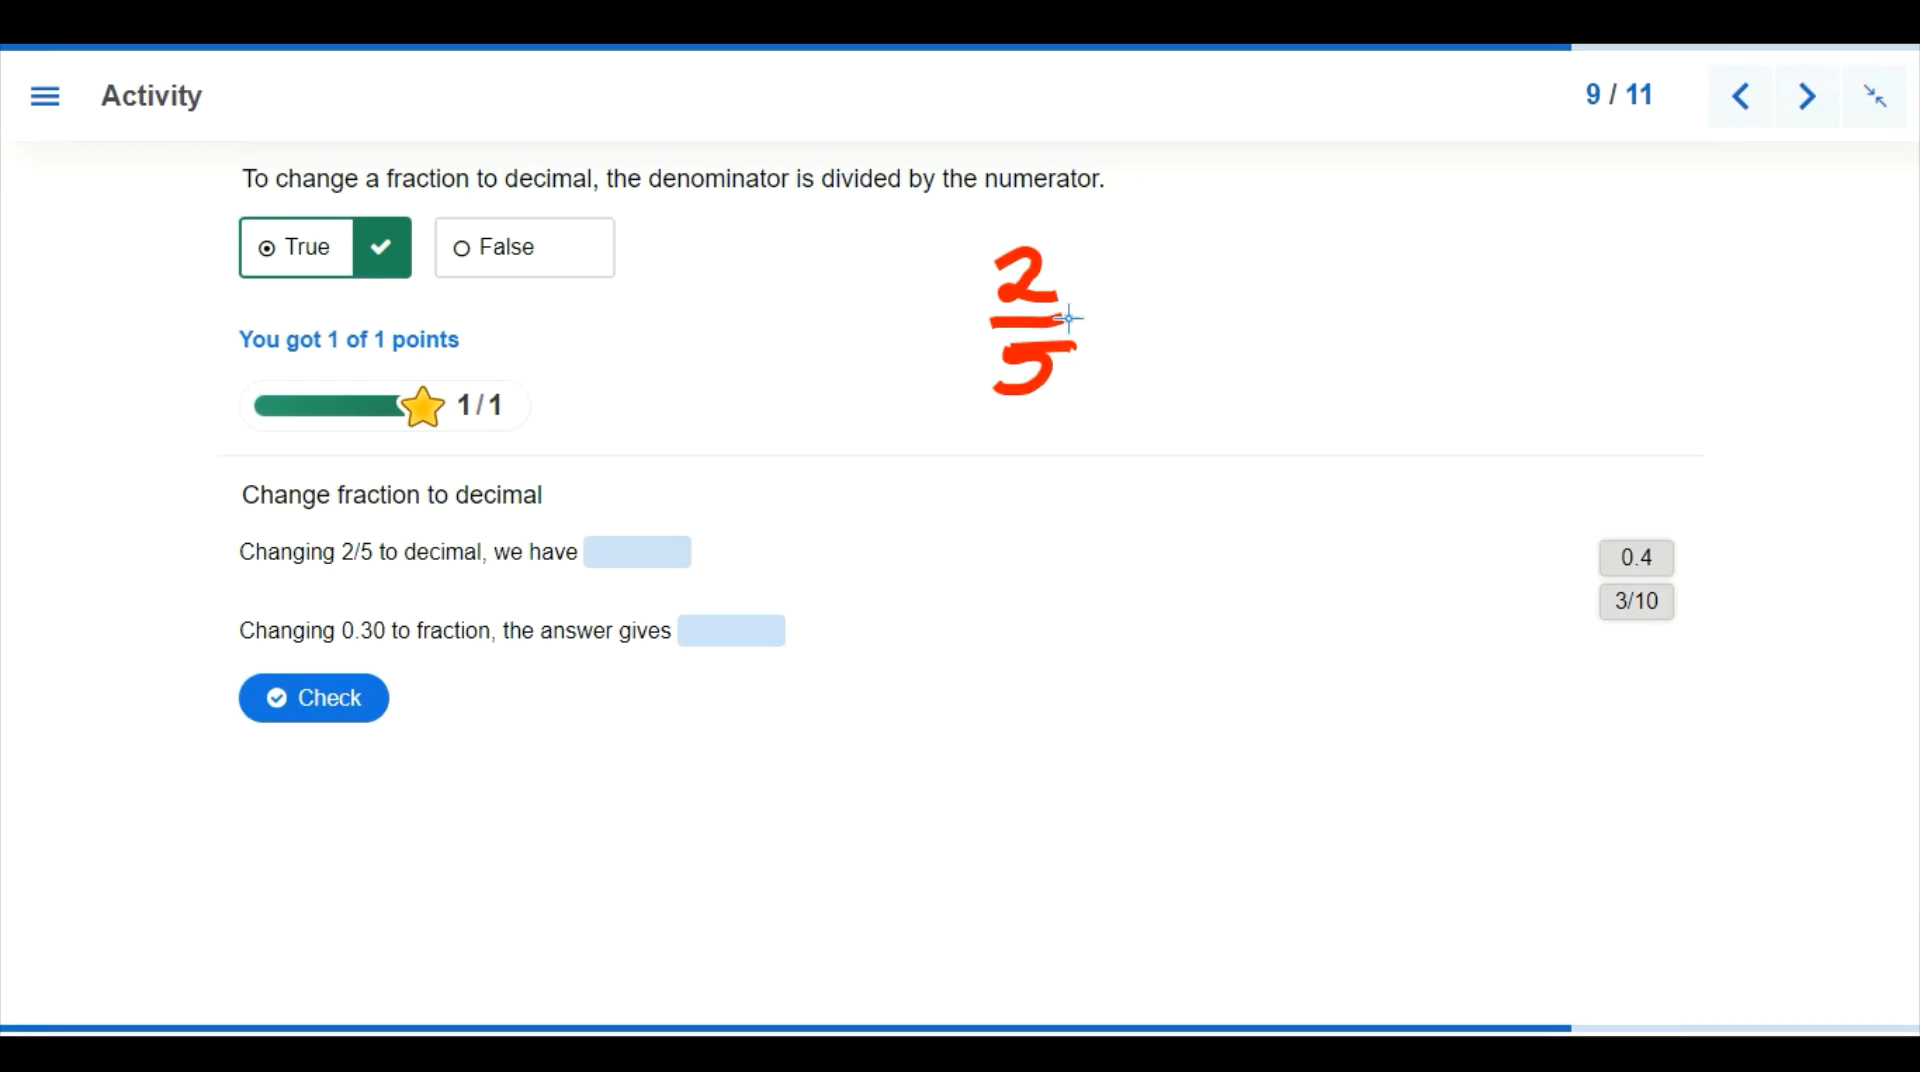 Activity
9 / 11
To change a fraction to decimal, the denominator is divided by the numerator.
True
False
2
5
You got 1 of 1 points
1/1
Change fraction to decimal
Changing 2/5 to decimal, we have
0.4
3/10
Changing 0.30 to fraction, the answer gives
Check